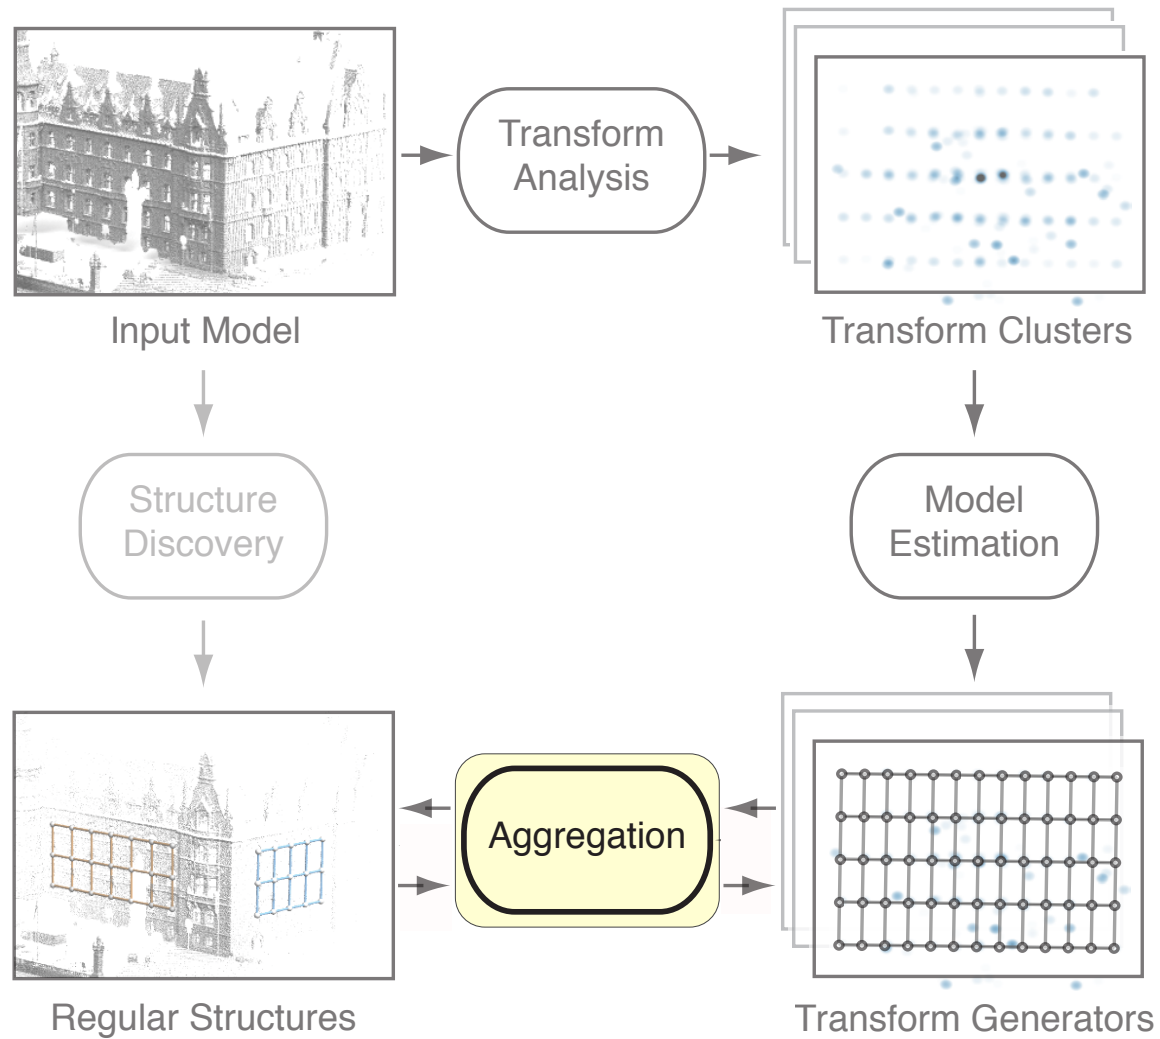 Transform
Analysis
Input Model
Transform Clusters
Structure
Discovery
Model
Estimation
Aggregation
Regular Structures
Transform Generators